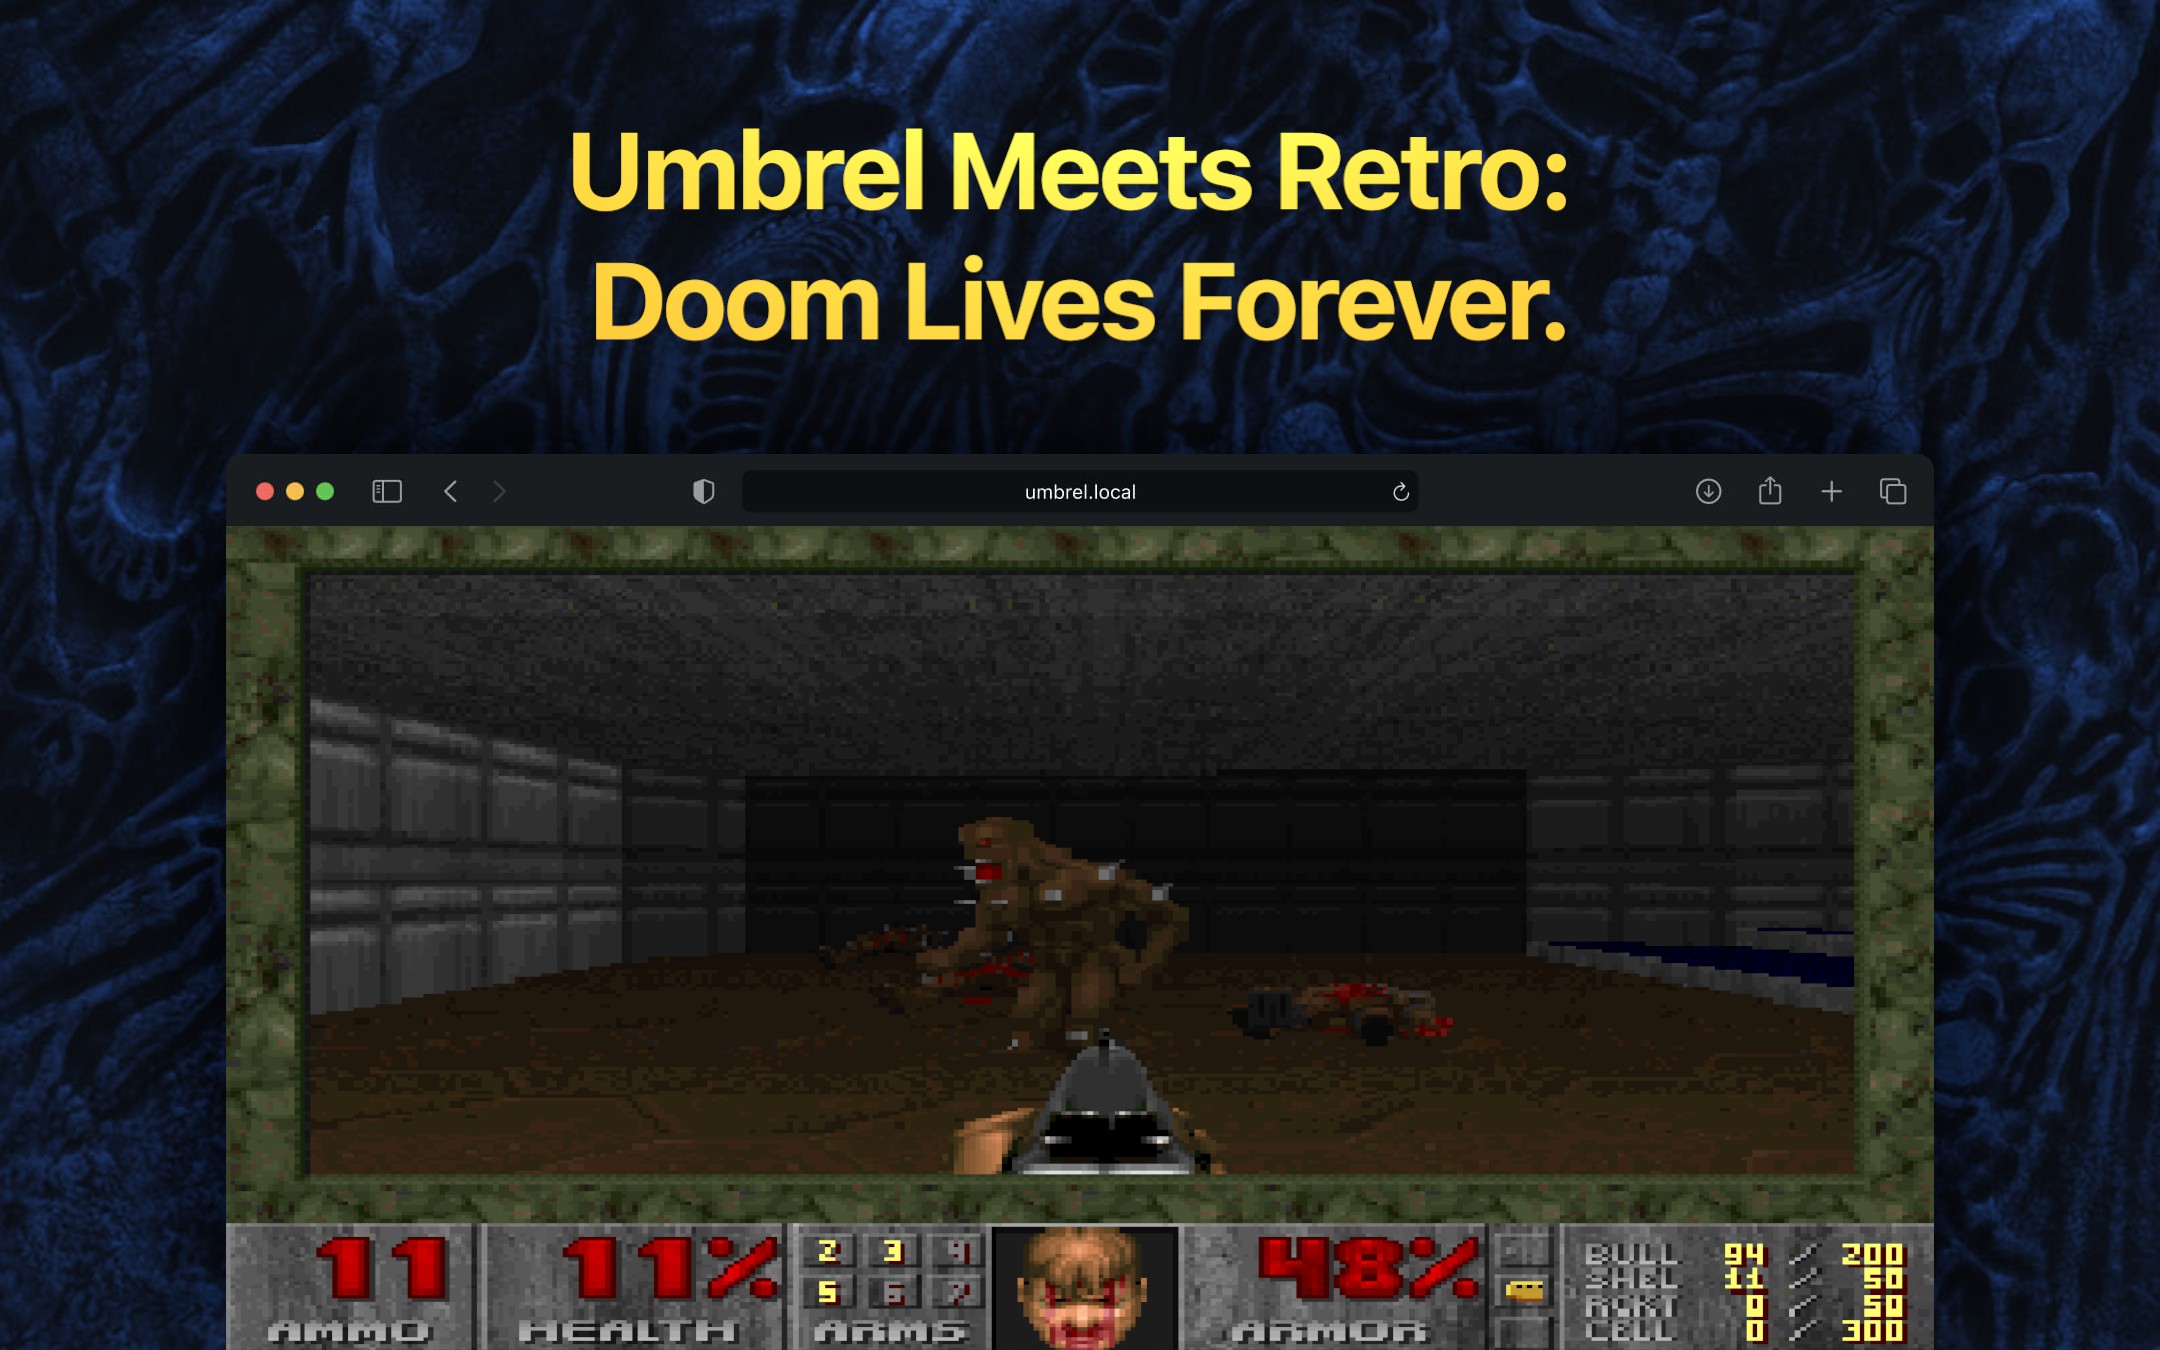 Umbrel Meets Retro:
Doom Lives Forever.
umbrel.local
11
AMMO
11%
HEALTH
2 3 4
5 6 7
ARMS
48%
ARMOR
BULL 94 / 200
SHEL 11 / 50
RCKT 0 / 50
CELL 0 / 300